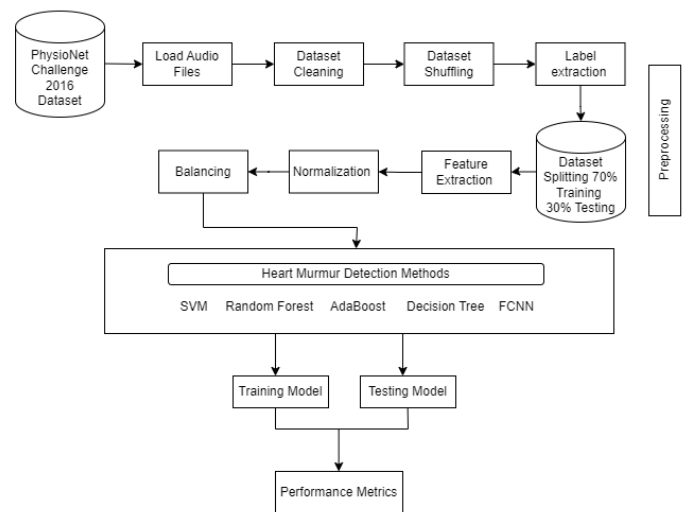 PhysioNet
Challenge
2016
Dataset
Load Audio
Files
Dataset
Cleaning
Dataset
Shuffling
Label
extraction
Preprocessing
Dataset
Splitting 70%
Training
30% Testing
Feature
Extraction
Normalization
Balancing
Heart Murmur Detection Methods
SVM Random Forest AdaBoost Decision Tree FCNN
Training Model
Testing Model
Performance Metrics